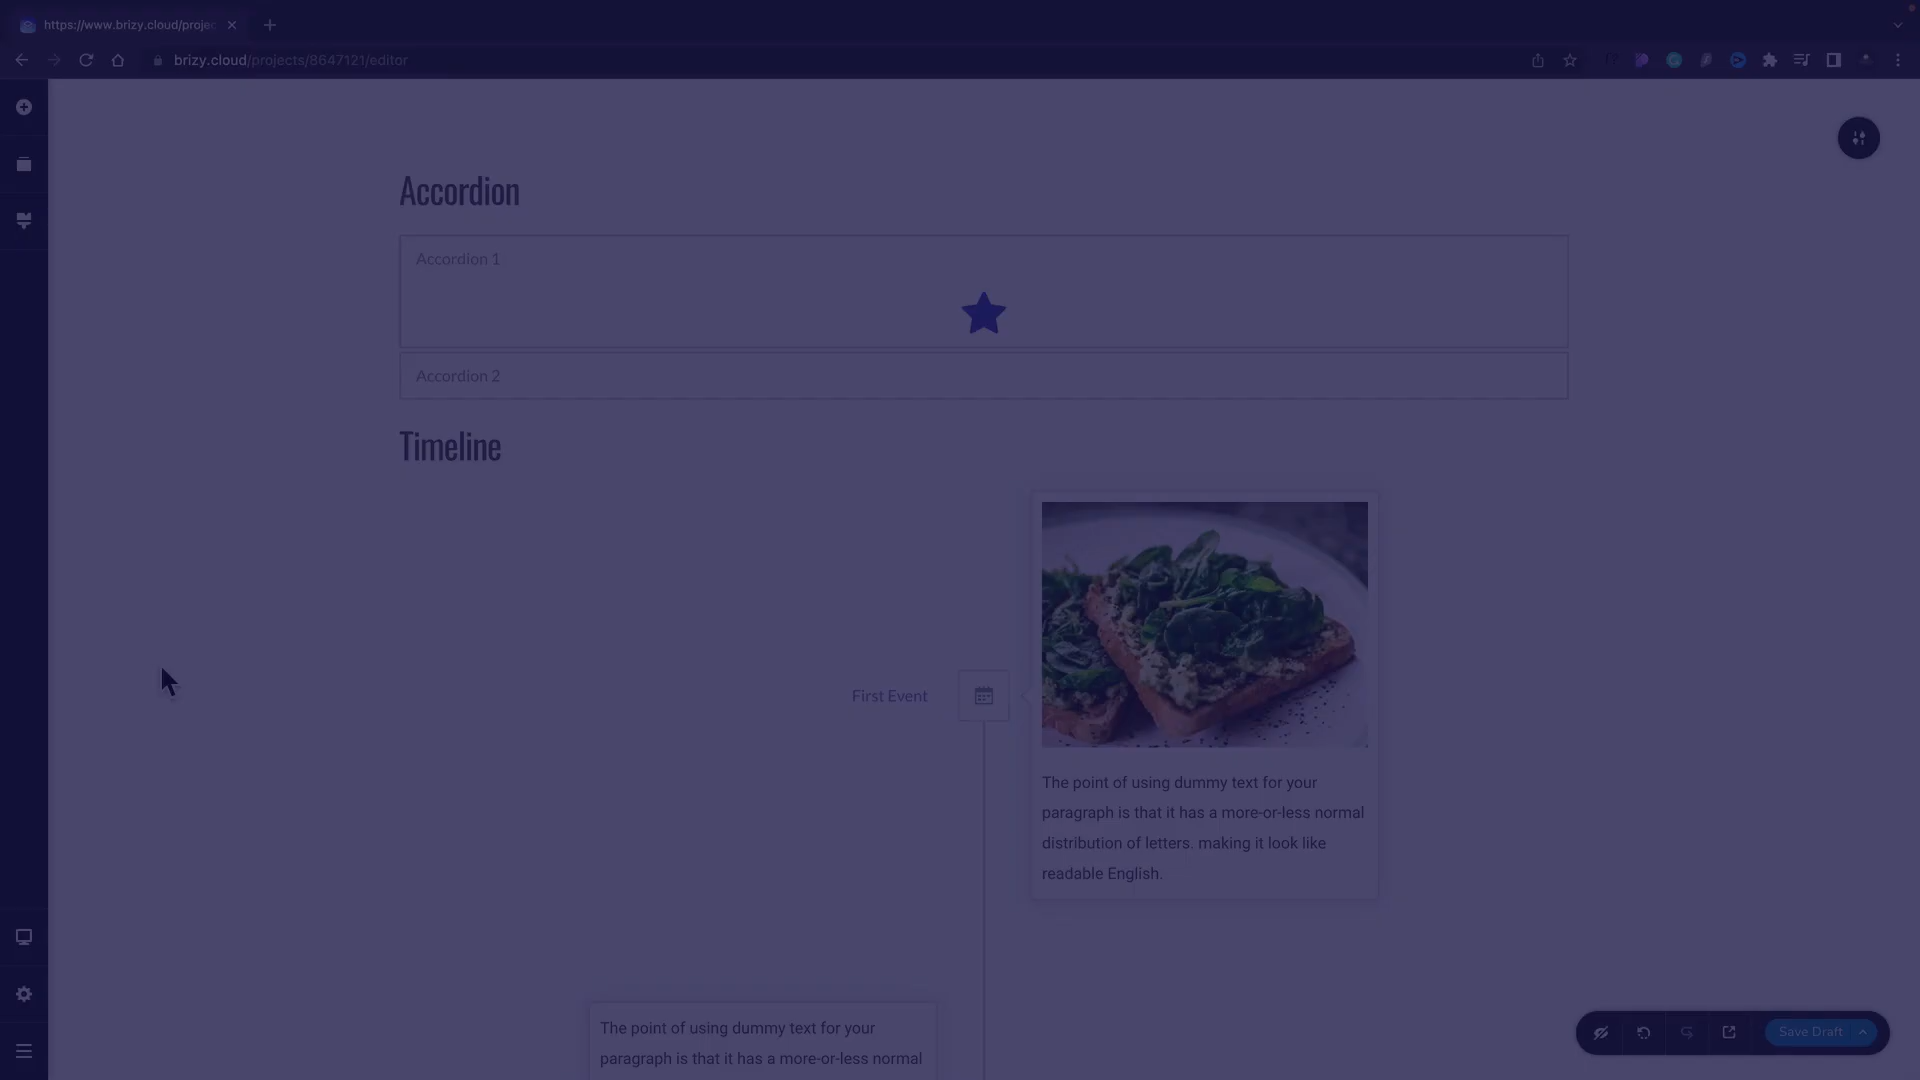 https://www.brizy.cloud/projec
brizy.cloud/projects/8647121/editor
Accordion
Accordion 1
Accordion 2
Timeline
First Event
The point of using dummy text for your
paragraph is that it has a more-or-less normal
distribution of letters. making it look like
readable English.
The point of using dummy text for your
paragraph is that it has a more-or-less normal
Save Draft